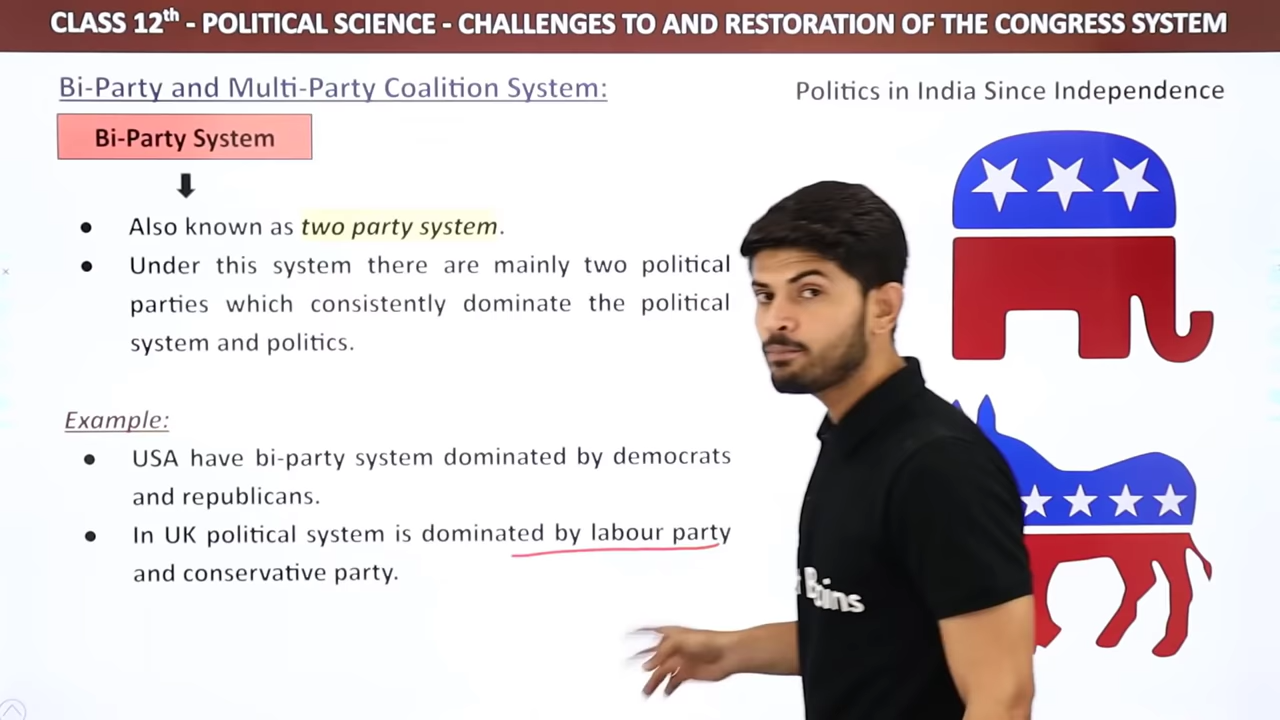 CLASS 12th - POLITICAL SCIENCE - CHALLENGES TO AND RESTORATION OF THE CONGRESS SYSTEM
Bi-Party and Multi-Party Coalition System:
Politics in India Since Independence
Bi-Party System
● Also known as two party system.
● Under this system there are mainly two political
parties which consistently dominate the political
system and politics.
Example:
● USA have bi-party system dominated by democrats
and republicans.
● In UK political system is dominated by labour party
and conservative party.